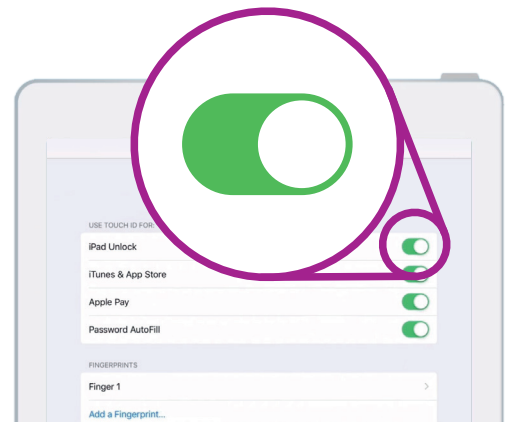 USE TOUCH ID FOR:
iPad Unlock
iTunes & App Store
Apple Pay
Password AutoFill
FINGERPRINTS
Finger 1
Add a Fingerprint...